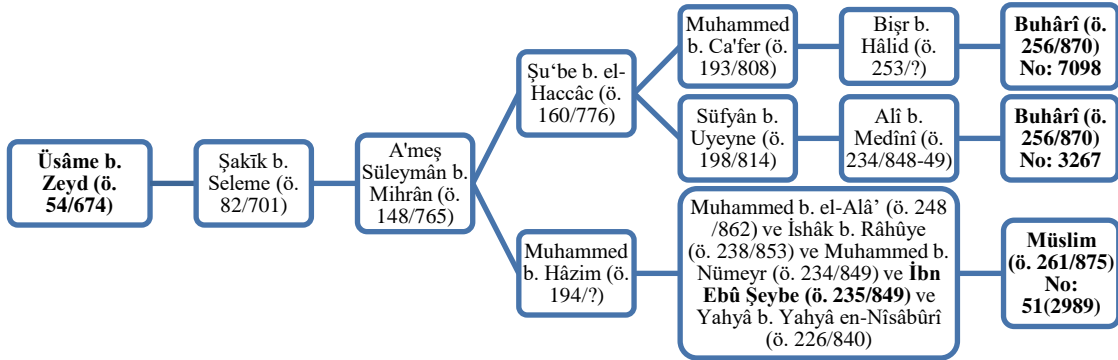 Üsâme b.
Zeyd (ö.
54/674)
Şakīk b.
Seleme (ö.
82/701)
A'meş
Süleymân b.
Mihrân (ö.
148/765)
Şu‘be b. el-
Haccâc (ö.
160/776)
Muhammed
b. Ca'fer (ö.
193/808)
Bişr b.
Hâlid (ö.
253/?)
Buhârî (ö.
256/870)
No: 7098
Süfyân b.
Uyeyne (ö.
198/814)
Alî b.
Medînî (ö.
234/848-49)
Buhârî (ö.
256/870)
No: 3267
Muhammed
b. Hâzim (ö.
194/?)
Muhammed b. el-Alâ’ (ö. 248
/862) ve İshâk b. Râhûye
(ö. 238/853) ve Muhammed b.
Nümeyr (ö. 234/849) ve İbn
Ebû Şeybe (ö. 235/849) ve
Yahyâ b. Yahyâ en-Nîsâbûrî
(ö. 226/840)
Müslim
(ö. 261/875)
No:
51(2989)